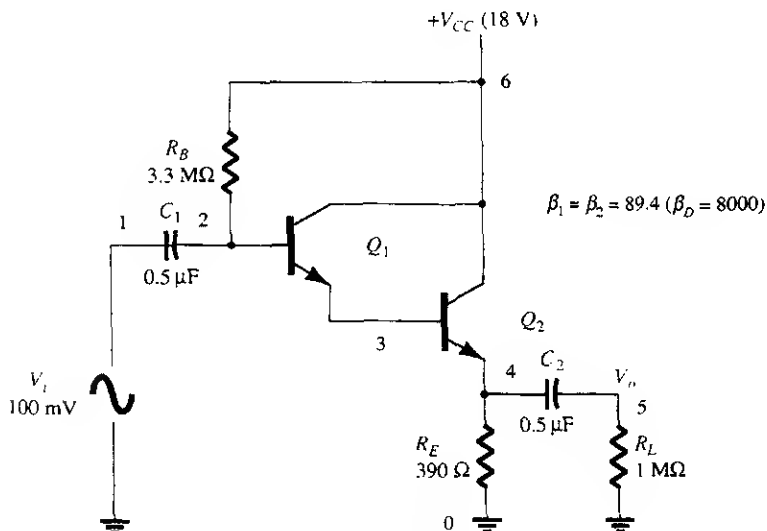 +V_CC (18 V)
6
R_B
3.3 MΩ
β₁ = β₂ = 89.4 (β_D = 8000)
1
C₁
2
0.5 μF
Q₁
Q₂
3
4
C₂
V_o
5
V_i
100 mV
0.5 μF
R_E
390 Ω
R_L
1 MΩ
0